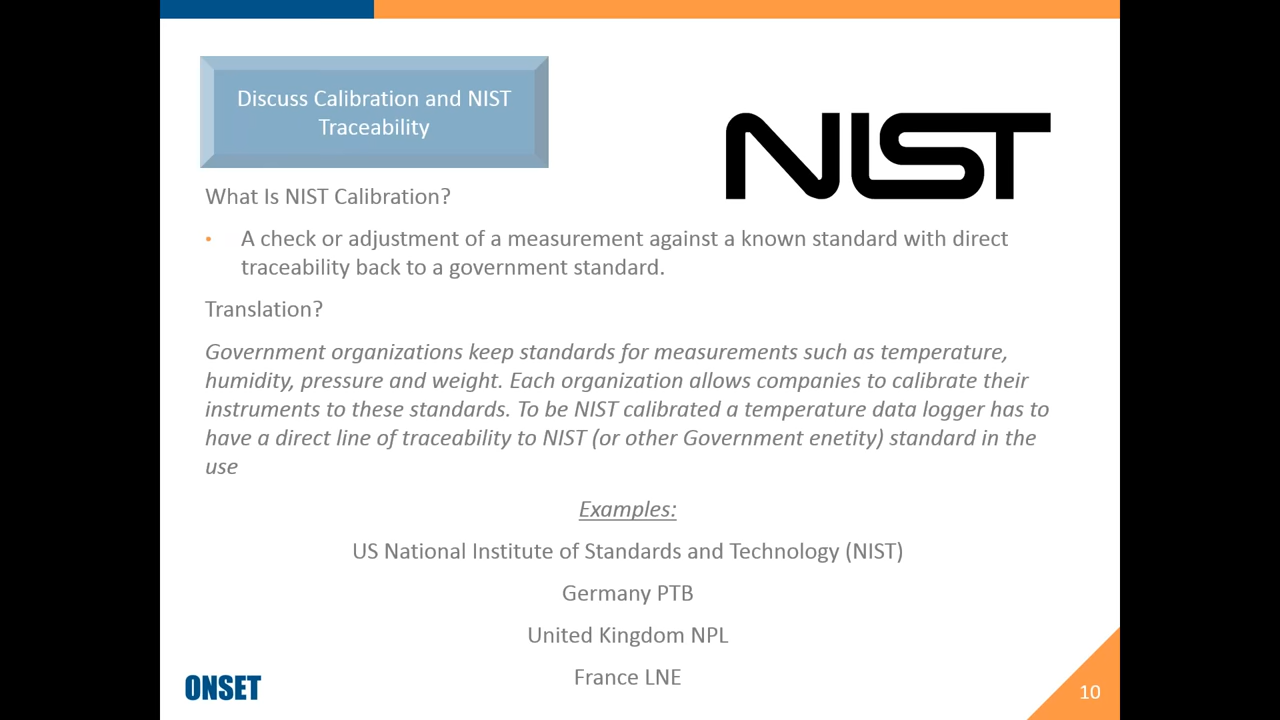 Discuss Calibration and NIST
Traceability
NIST
What Is NIST Calibration?
• A check or adjustment of a measurement against a known standard with direct
traceability back to a government standard.
Translation?
Government organizations keep standards for measurements such as temperature,
humidity, pressure and weight. Each organization allows companies to calibrate their
instruments to these standards. To be NIST calibrated a temperature data logger has to
have a direct line of traceability to NIST (or other Government enetity) standard in the
use
Examples:
US National Institute of Standards and Technology (NIST)
Germany PTB
United Kingdom NPL
France LNE
ONSET
10